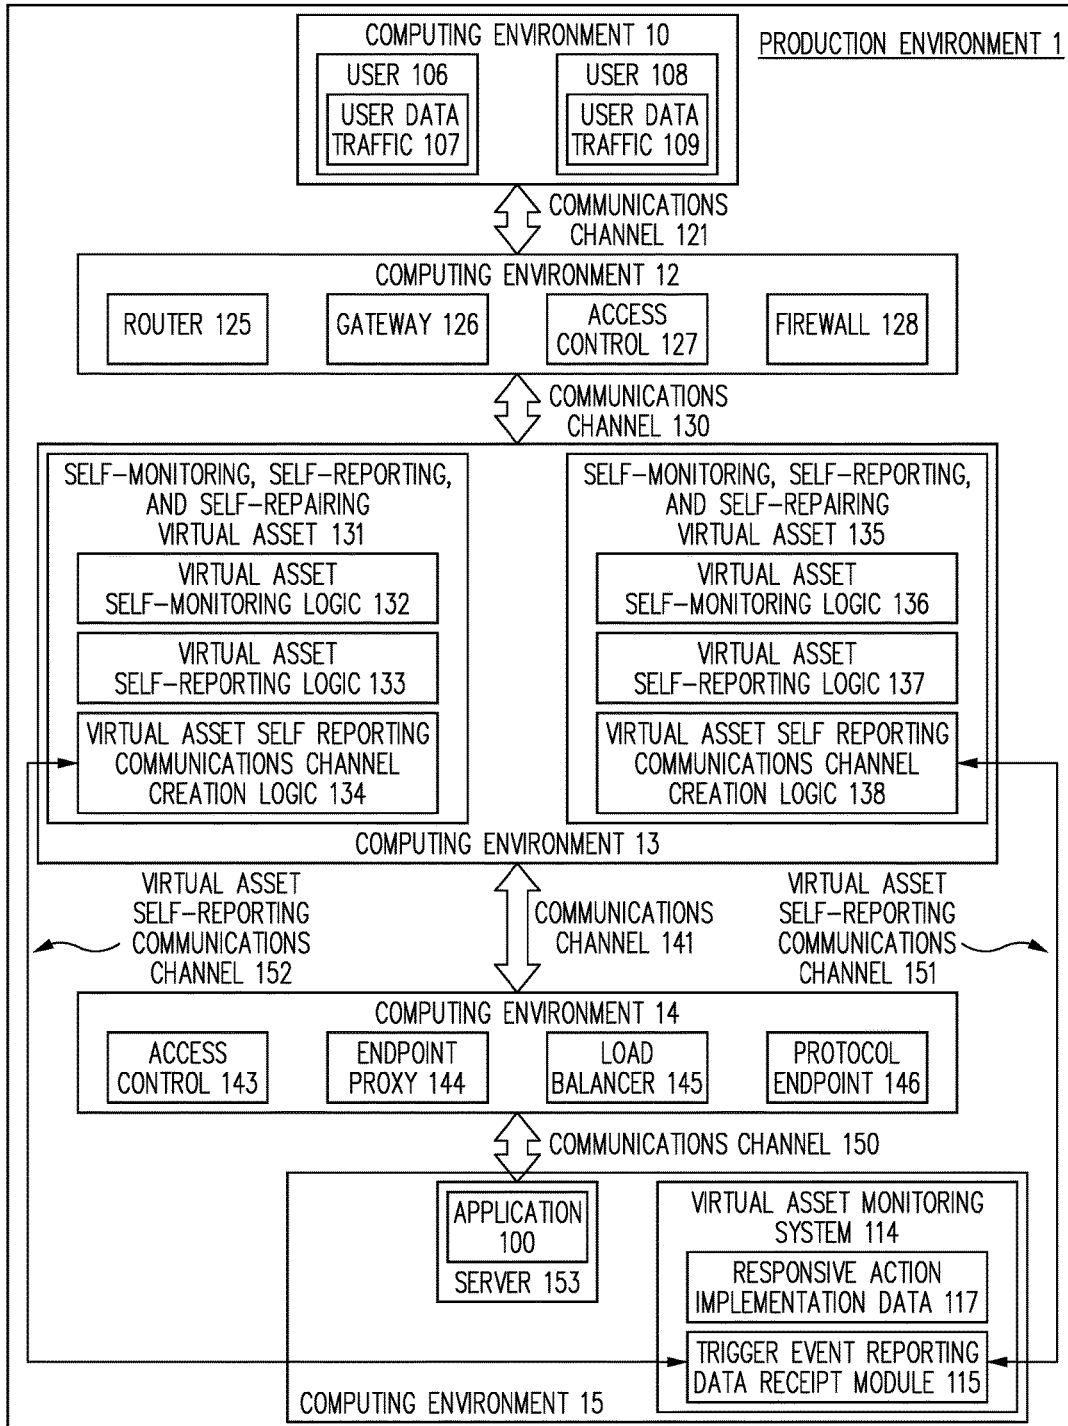 PRODUCTION ENVIRONMENT 1
COMPUTING ENVIRONMENT 10
USER 106
USER DATA
TRAFFIC 107
USER 108
USER DATA
TRAFFIC 109
COMMUNICATIONS
CHANNEL 121
COMPUTING ENVIRONMENT 12
ROUTER 125
GATEWAY 126
ACCESS
CONTROL 127
FIREWALL 128
COMMUNICATIONS
CHANNEL 130
SELF-MONITORING, SELF-REPORTING,
AND SELF-REPAIRING
VIRTUAL ASSET 131
VIRTUAL ASSET
SELF-MONITORING LOGIC 132
VIRTUAL ASSET
SELF-REPORTING LOGIC 133
VIRTUAL ASSET SELF REPORTING
COMMUNICATIONS CHANNEL
CREATION LOGIC 134
SELF-MONITORING, SELF-REPORTING,
AND SELF-REPAIRING
VIRTUAL ASSET 135
VIRTUAL ASSET
SELF-MONITORING LOGIC 136
VIRTUAL ASSET
SELF-REPORTING LOGIC 137
VIRTUAL ASSET SELF REPORTING
COMMUNICATIONS CHANNEL
CREATION LOGIC 138
COMPUTING ENVIRONMENT 13
VIRTUAL ASSET
SELF-REPORTING
COMMUNICATIONS
CHANNEL 152
COMMUNICATIONS
CHANNEL 141
VIRTUAL ASSET
SELF-REPORTING
COMMUNICATIONS
CHANNEL 151
COMPUTING ENVIRONMENT 14
ACCESS
CONTROL 143
ENDPOINT
PROXY 144
LOAD
BALANCER 145
PROTOCOL
ENDPOINT 146
COMMUNICATIONS CHANNEL 150
APPLICATION
100
SERVER 153
VIRTUAL ASSET MONITORING
SYSTEM 114
RESPONSIVE ACTION
IMPLEMENTATION DATA 117
TRIGGER EVENT REPORTING
DATA RECEIPT MODULE 115
COMPUTING ENVIRONMENT 15